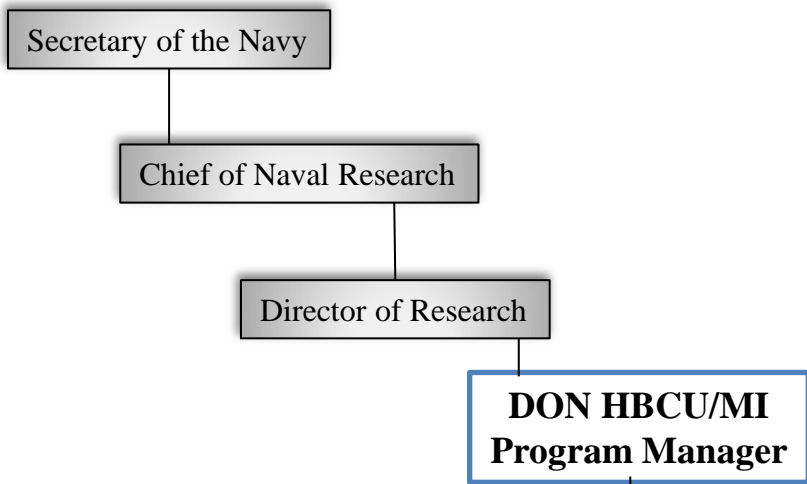 Secretary of the Navy
Chief of Naval Research
Director of Research
DON HBCU/MI
Program Manager